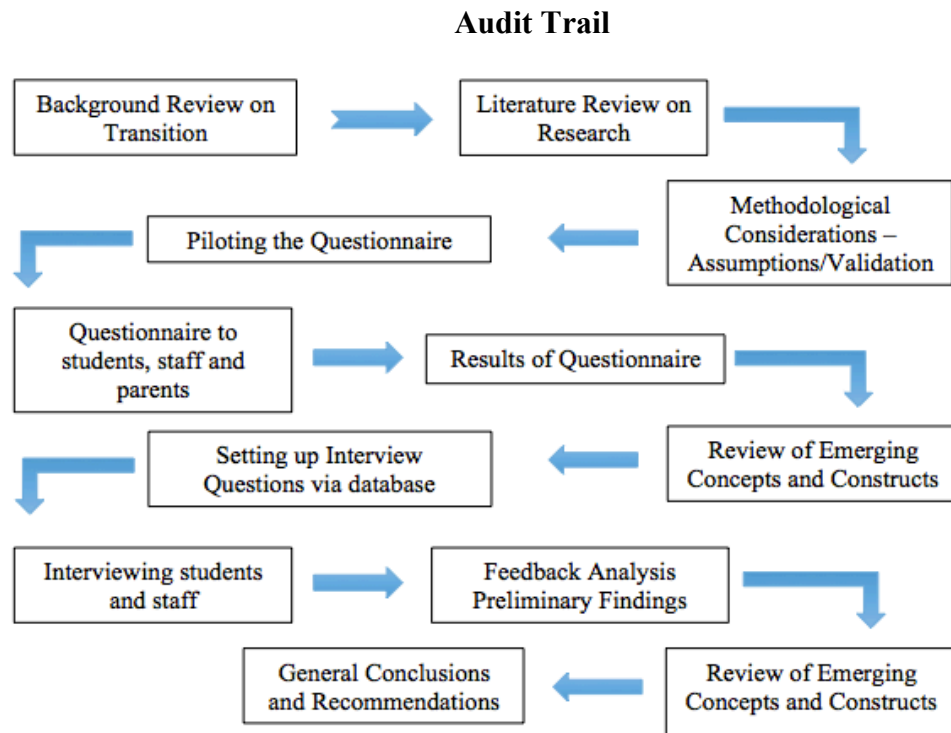 Audit Trail
Background Review on
Transition
Literature Review on
Research
Methodological
Considerations –
Assumptions/Validation
Piloting the Questionnaire
Questionnaire to
students, staff and
parents
Results of Questionnaire
Review of Emerging
Concepts and Constructs
Setting up Interview
Questions via database
Interviewing students
and staff
Feedback Analysis
Preliminary Findings
Review of Emerging
Concepts and Constructs
General Conclusions
and Recommendations